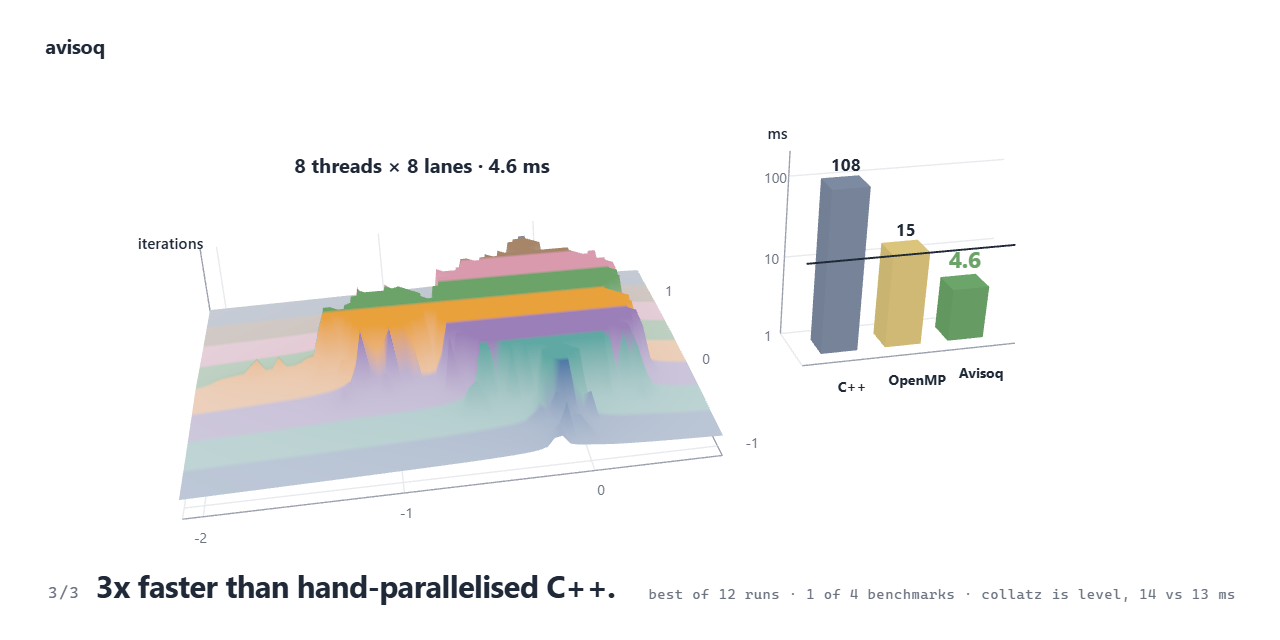 avisoq
8 threads × 8 lanes · 4.6 ms
iterations
1
0
-1
0
-1
-2
ms
108
100
15
10
4.6
1
C++
OpenMP
Avisoq
3/3 3x faster than hand-parallelised C++. best of 12 runs · 1 of 4 benchmarks · collatz is level, 14 vs 13 ms